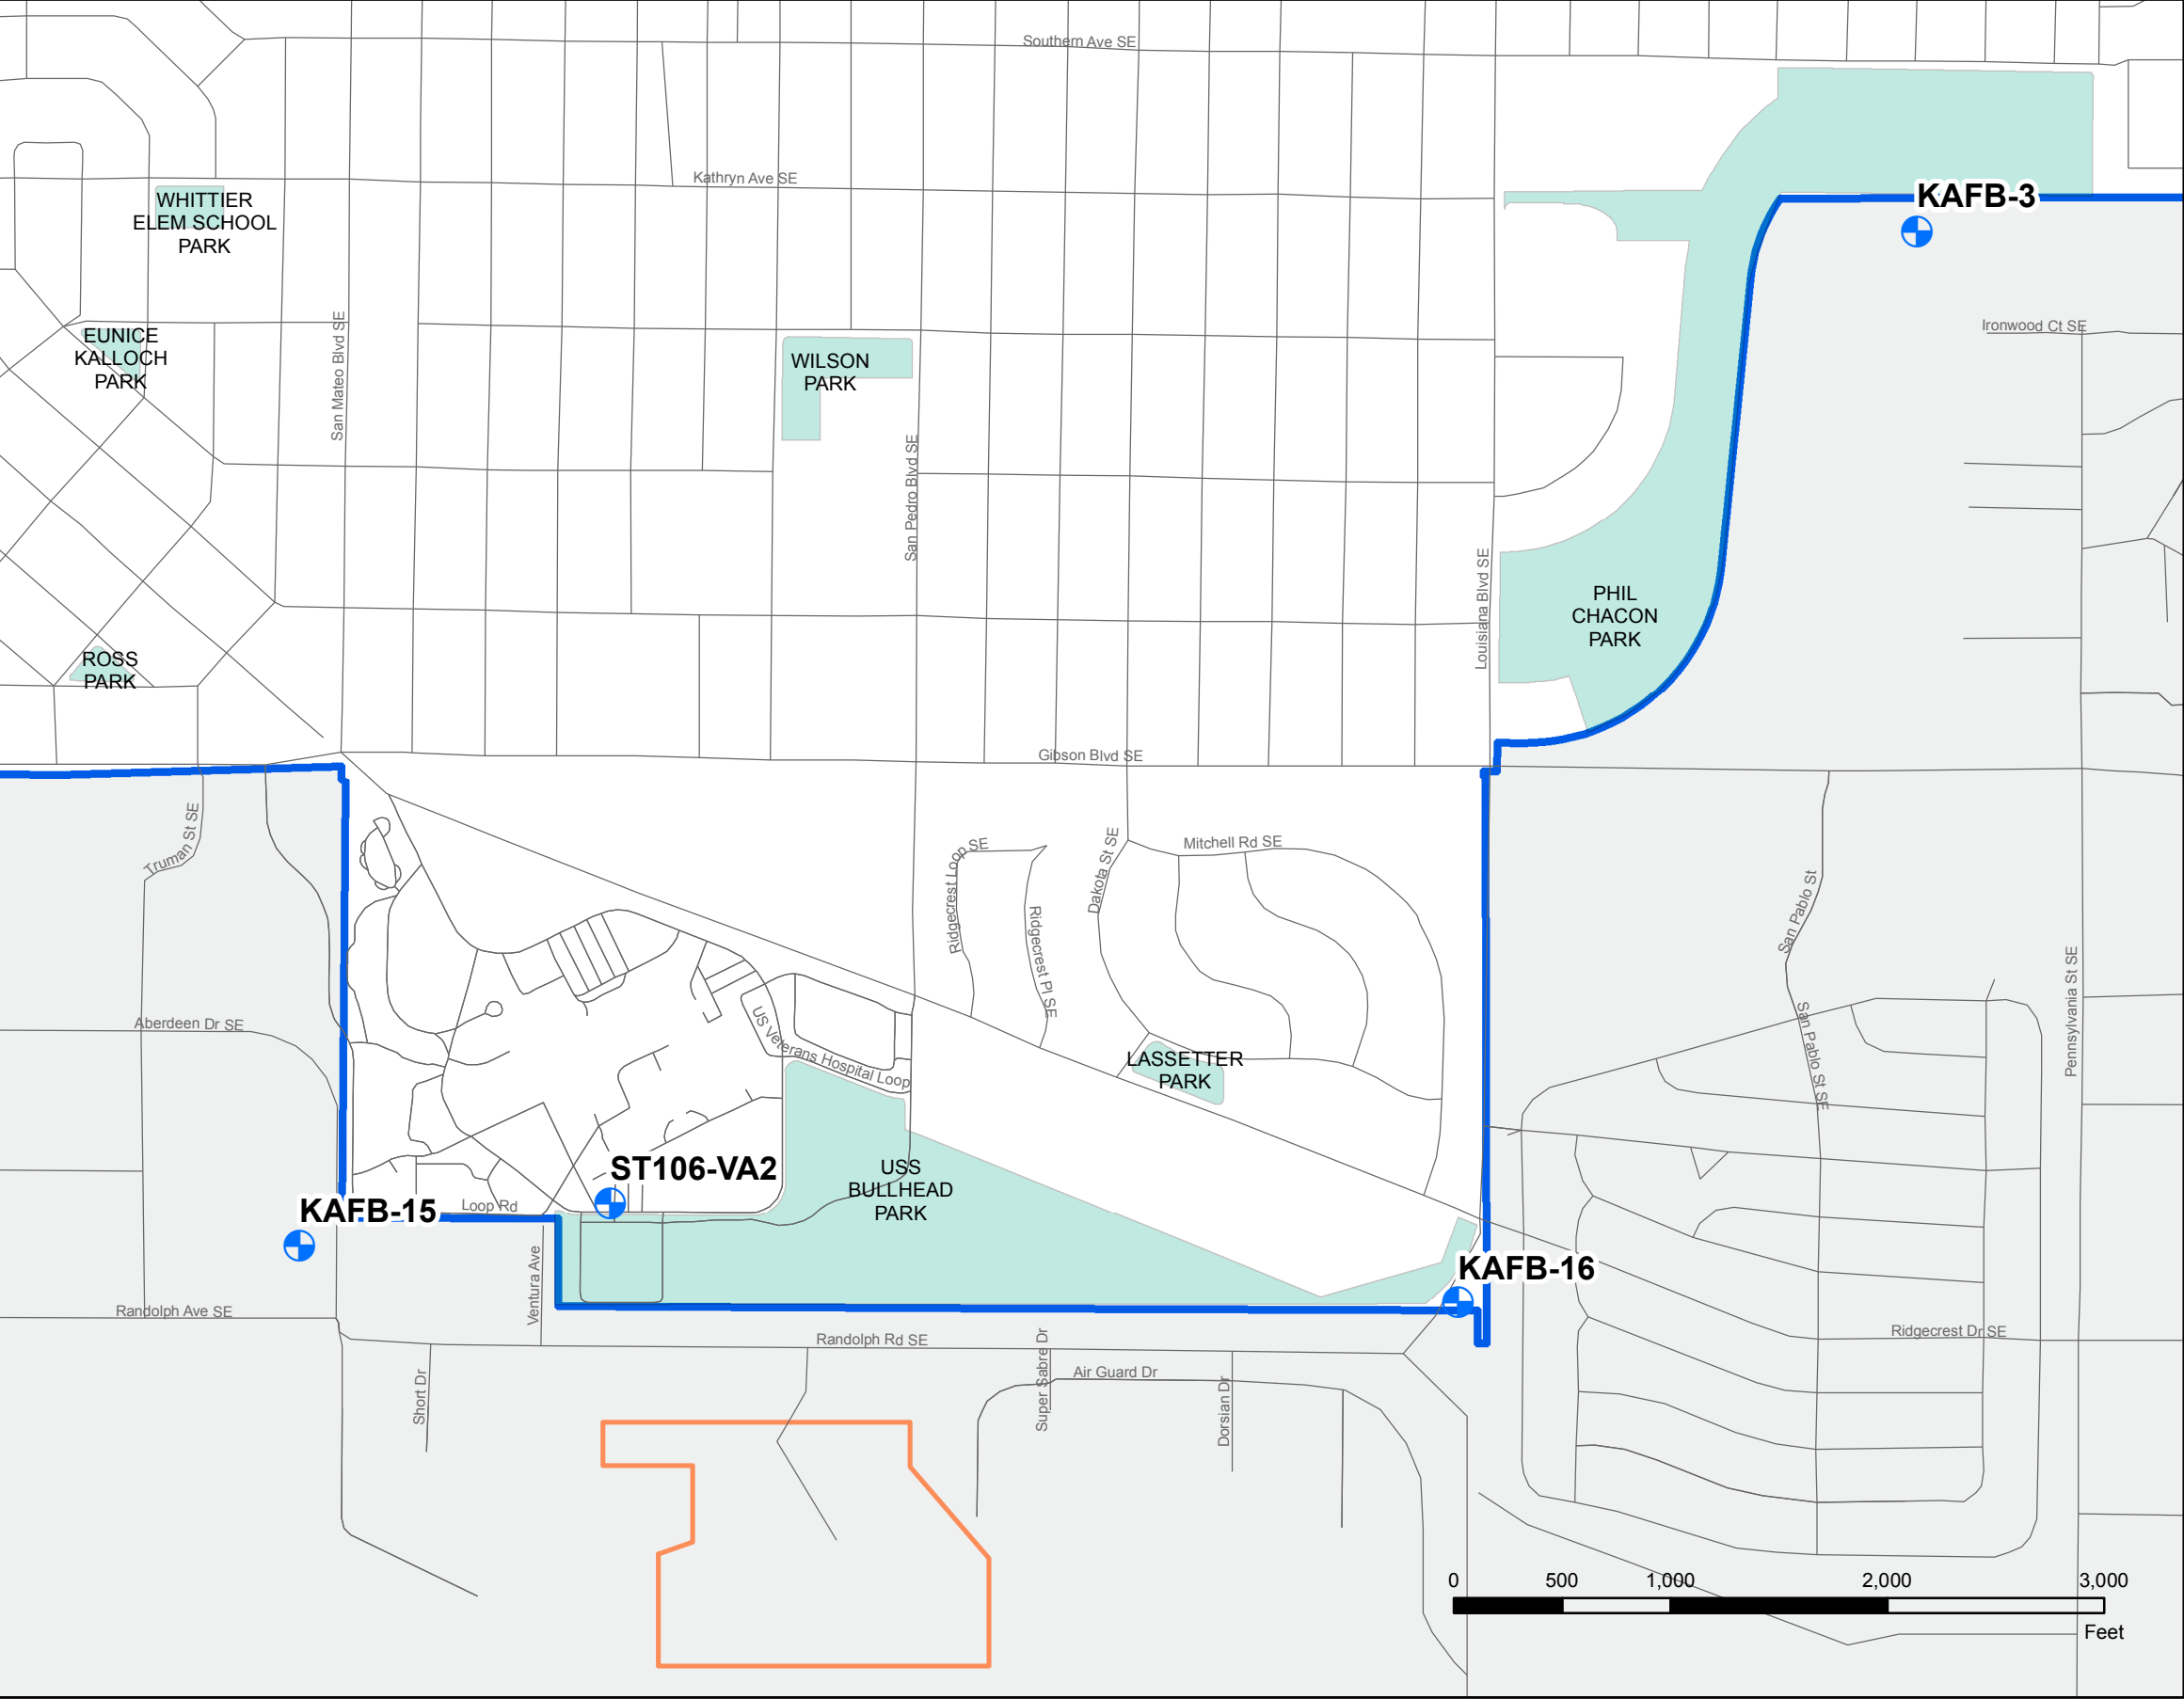 Southern Ave SE
Kathryn Ave SE
WHITTIER
ELEM SCHOOL
PARK
KAFB-3
Ironwood Ct SE
EUNICE
KALLOCH
PARK
San Mateo Blvd SE
WILSON
PARK
San Pedro Blvd SE
Louisiana Blvd SE
PHIL
CHACON
PARK
ROSS
PARK
Gibson Blvd SE
Truman St SE
Ridgecrest Loop SE
Ridgecrest Pl SE
Dakota St SE
Mitchell Rd SE
San Pablo St
San Pablo St SE
Pennsylvania St SE
Aberdeen Dr SE
US Veterans Hospital Loop
LASSETTER
PARK
ST106-VA2
USS
BULLHEAD
PARK
KAFB-15
Loop Rd
Ventura Ave
KAFB-16
Randolph Ave SE
Randolph Rd SE
Ridgecrest Dr SE
Short Dr
Super Sabre Dr
Air Guard Dr
Dorsian Dr
0 500 1,000 2,000 3,000
Feet